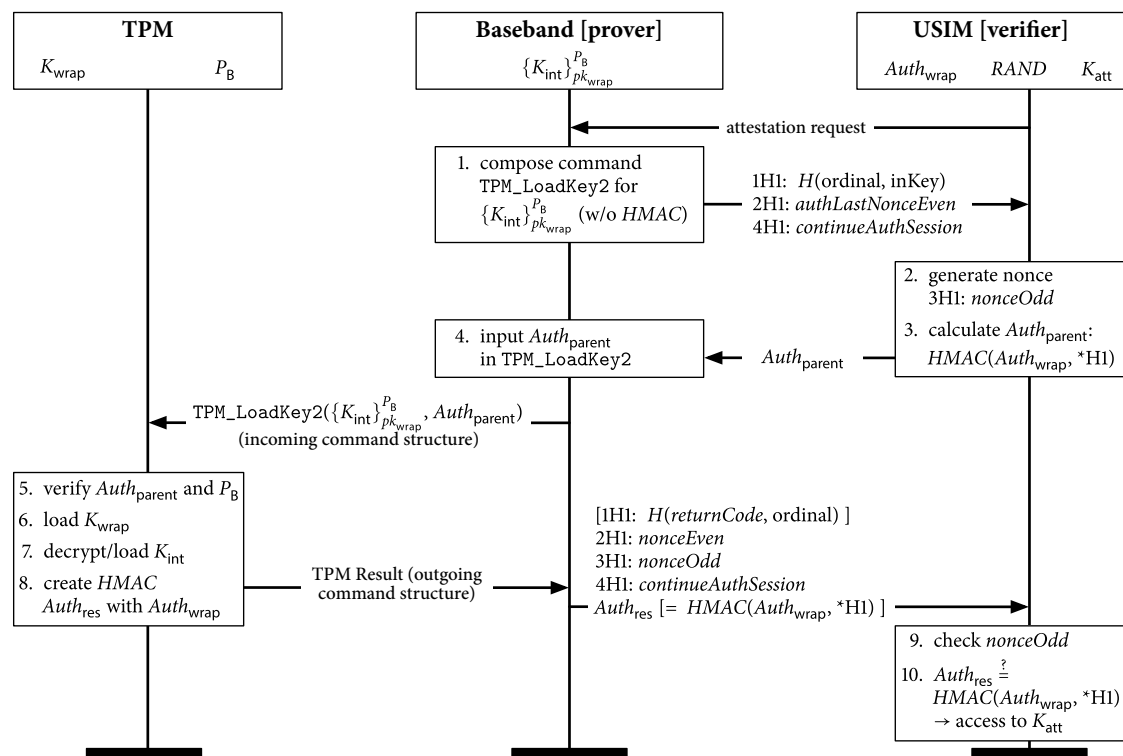 TPM
K_wrap P_B
Baseband [prover]
{K_int}^{P_B}_{pk_wrap}
USIM [verifier]
Auth_wrap RAND K_att
attestation request
1. compose command
TPM_LoadKey2 for
{K_int}^{P_B}_{pk_wrap} (w/o HMAC)
1H1: H(ordinal, inKey)
2H1: authLastNonceEven
4H1: continueAuthSession
2. generate nonce
3H1: nonceOdd
3. calculate Auth_parent:
HMAC(Auth_wrap, *H1)
4. input Auth_parent
in TPM_LoadKey2
Auth_parent
TPM_LoadKey2({K_int}^{P_B}_{pk_wrap}, Auth_parent)
(incoming command structure)
5. verify Auth_parent and P_B
6. load K_wrap
7. decrypt/load K_int
8. create HMAC
Auth_res with Auth_wrap
TPM Result (outgoing
command structure)
[1H1: H(returnCode, ordinal) ]
2H1: nonceEven
3H1: nonceOdd
4H1: continueAuthSession
Auth_res [= HMAC(Auth_wrap, *H1) ]
9. check nonceOdd
10. Auth_res ≟
HMAC(Auth_wrap, *H1)
→ access to K_att